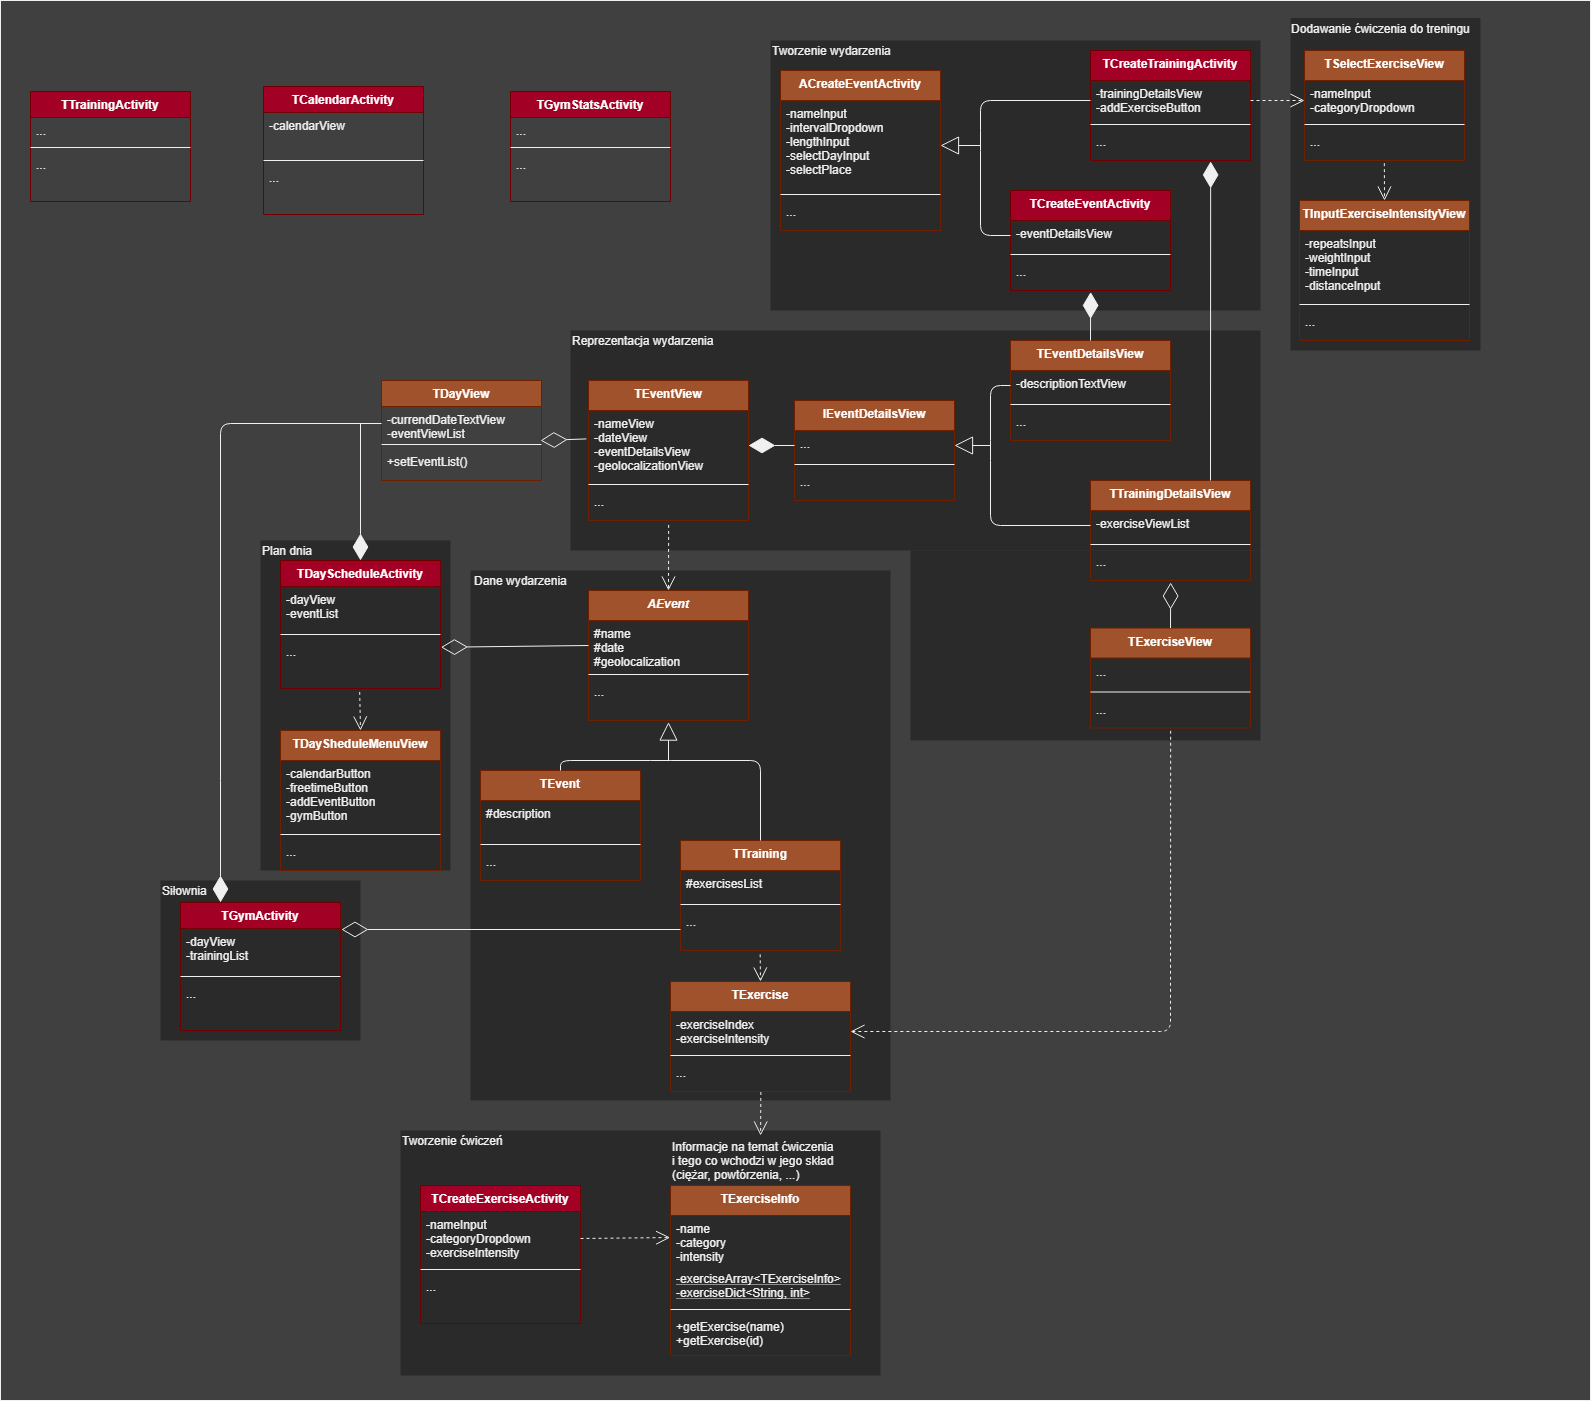 TTrainingActivity
...
...
TCalendarActivity
-calendarView
...
TGymStatsActivity
...
...
Tworzenie wydarzenia
ACreateEventActivity
-nameInput
-intervalDropdown
-lengthInput
-selectDayInput
-selectPlace
...
TCreateTrainingActivity
-trainingDetailsView
-addExerciseButton
...
TCreateEventActivity
-eventDetailsView
...
Dodawanie ćwiczenia do treningu
TSelectExerciseView
-nameInput
-categoryDropdown
...
TInputExerciseIntensityView
-repeatsInput
-weightInput
-timeInput
-distanceInput
...
Reprezentacja wydarzenia
TEventDetailsView
-descriptionTextView
...
TDayView
-currendDateTextView
-eventViewList
+setEventList()
TEventView
-nameView
-dateView
-eventDetailsView
-geolocalizationView
...
IEventDetailsView
...
...
TTrainingDetailsView
-exerciseViewList
...
TExerciseView
...
...
Plan dnia
TDayScheduleActivity
-dayView
-eventList
...
TDaySheduleMenuView
-calendarButton
-freetimeButton
-addEventButton
-gymButton
...
Dane wydarzenia
AEvent
#name
#date
#geolocalization
...
TEvent
#description
...
TTraining
#exercisesList
...
Siłownia
TGymActivity
-dayView
-trainingList
...
TExercise
-exerciseIndex
-exerciseIntensity
...
Tworzenie ćwiczeń
Informacje na temat ćwiczenia
i tego co wchodzi w jego skład
(ciężar, powtórzenia, ...)
TCreateExerciseActivity
-nameInput
-categoryDropdown
-exerciseIntensity
...
TExerciseInfo
-name
-category
-intensity
-exerciseArray<TExerciseInfo>
-exerciseDict<String, int>
+getExercise(name)
+getExercise(id)